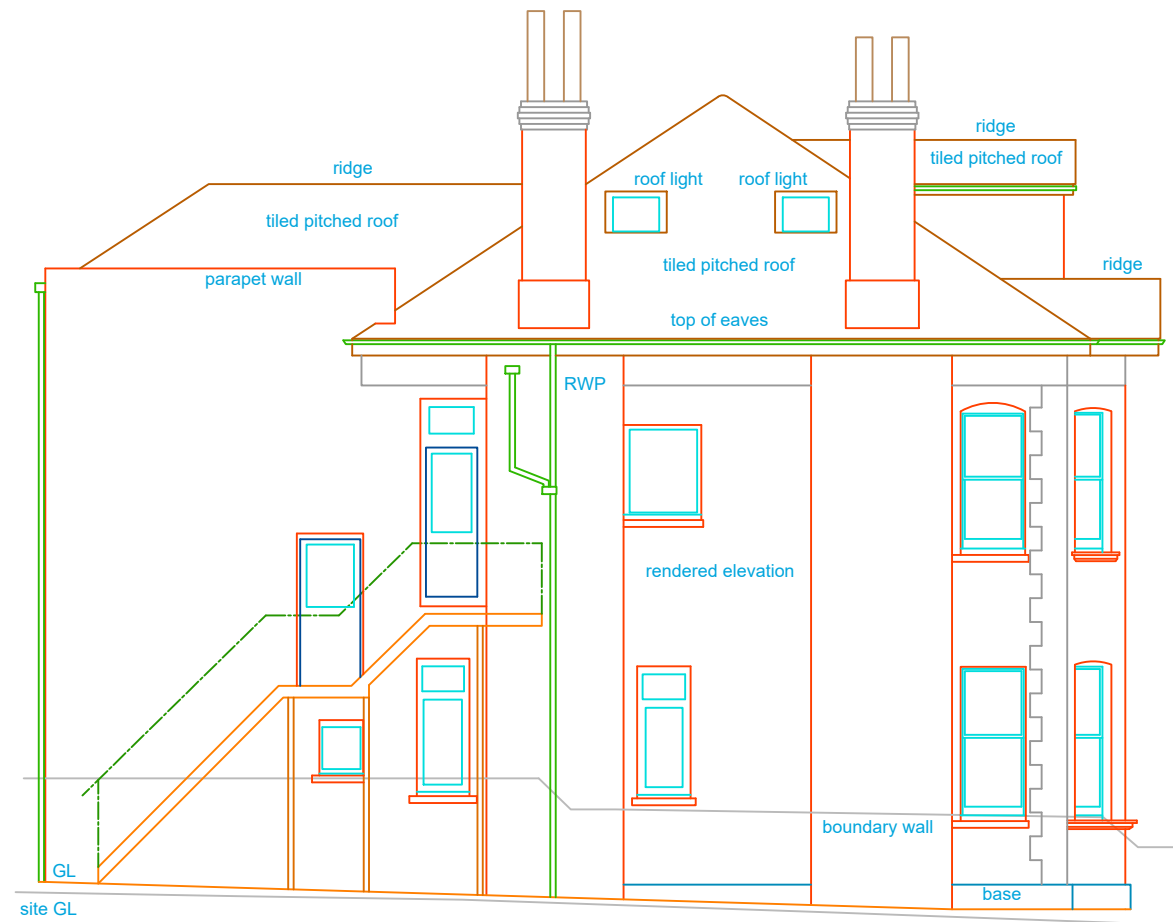 ridge
tiled pitched roof
ridge
roof light
roof light
tiled pitched roof
tiled pitched roof
ridge
parapet wall
top of eaves
RWP
rendered elevation
boundary wall
GL
base
site GL